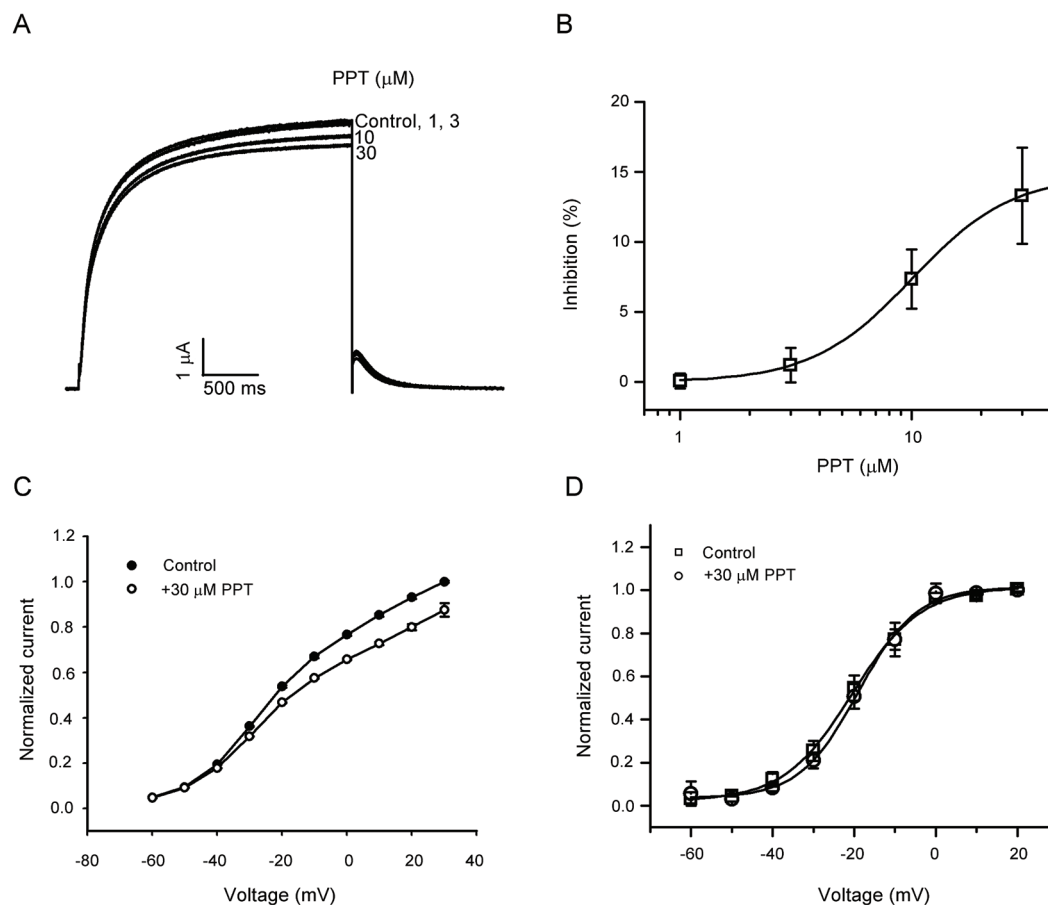 A
PPT (μM)
Control, 1, 3
10
30
1 μA
500 ms
B
20
15
10
5
0
Inhibition (%)
1
10
PPT (μM)
C
1.2
1.0
0.8
0.6
0.4
0.2
0.0
Normalized current
Control
+30 μM PPT
-80 -60 -40 -20 0 20 40
Voltage (mV)
D
1.2
1.0
0.8
0.6
0.4
0.2
0.0
Normalized current
Control
+30 μM PPT
-60 -40 -20 0 20
Voltage (mV)